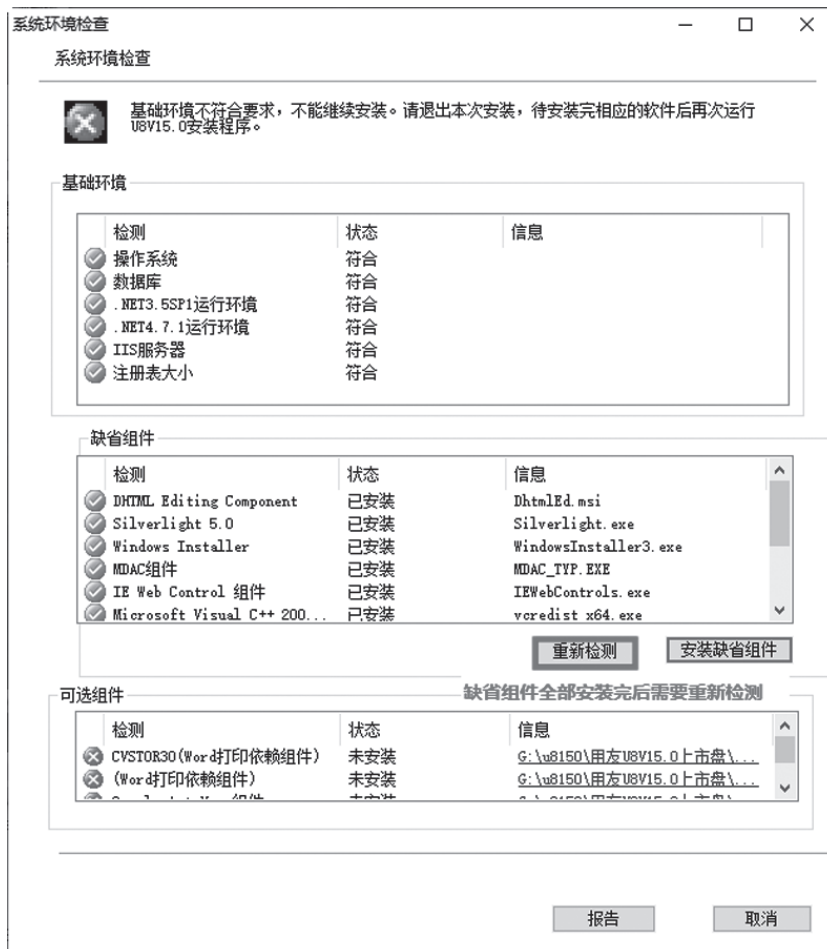 系统环境检查
系统环境检查
基础环境不符合要求，不能继续安装。请退出本次安装，待安装完相应的软件后再次运行
U8V15.0安装程序。
基础环境
检测 状态 信息
操作系统 符合
数据库 符合
.NET3.5SP1运行环境 符合
.NET4.7.1运行环境 符合
IIS服务器 符合
注册表大小 符合
缺省组件
检测 状态 信息
DHTML Editing Component 已安装 DhtmlEd.msi
Silverlight 5.0 已安装 Silverlight.exe
Windows Installer 已安装 WindowsInstaller3.exe
MDAC组件 已安装 MDAC_TYP.EXE
IE Web Control 组件 已安装 IEWebControls.exe
Microsoft Visual C++ 200... 已安装 vcredist x64.exe
重新检测 安装缺省组件
可选组件 缺省组件全部安装完后需要重新检测
检测 状态 信息
CVSTOR30(Word打印依赖组件) 未安装 G:\u8150\用友U8V15.0上市盘\...
(Word打印依赖组件) 未安装 G:\u8150\用友U8V15.0上市盘\...
报告 取消